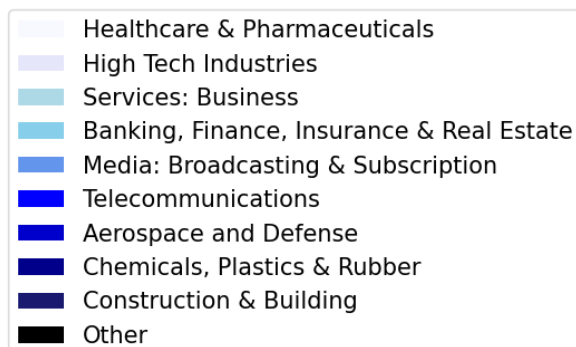 Healthcare & Pharmaceuticals
High Tech Industries
Services: Business
Banking, Finance, Insurance & Real Estate
Media: Broadcasting & Subscription
Telecommunications
Aerospace and Defense
Chemicals, Plastics & Rubber
Construction & Building
Other